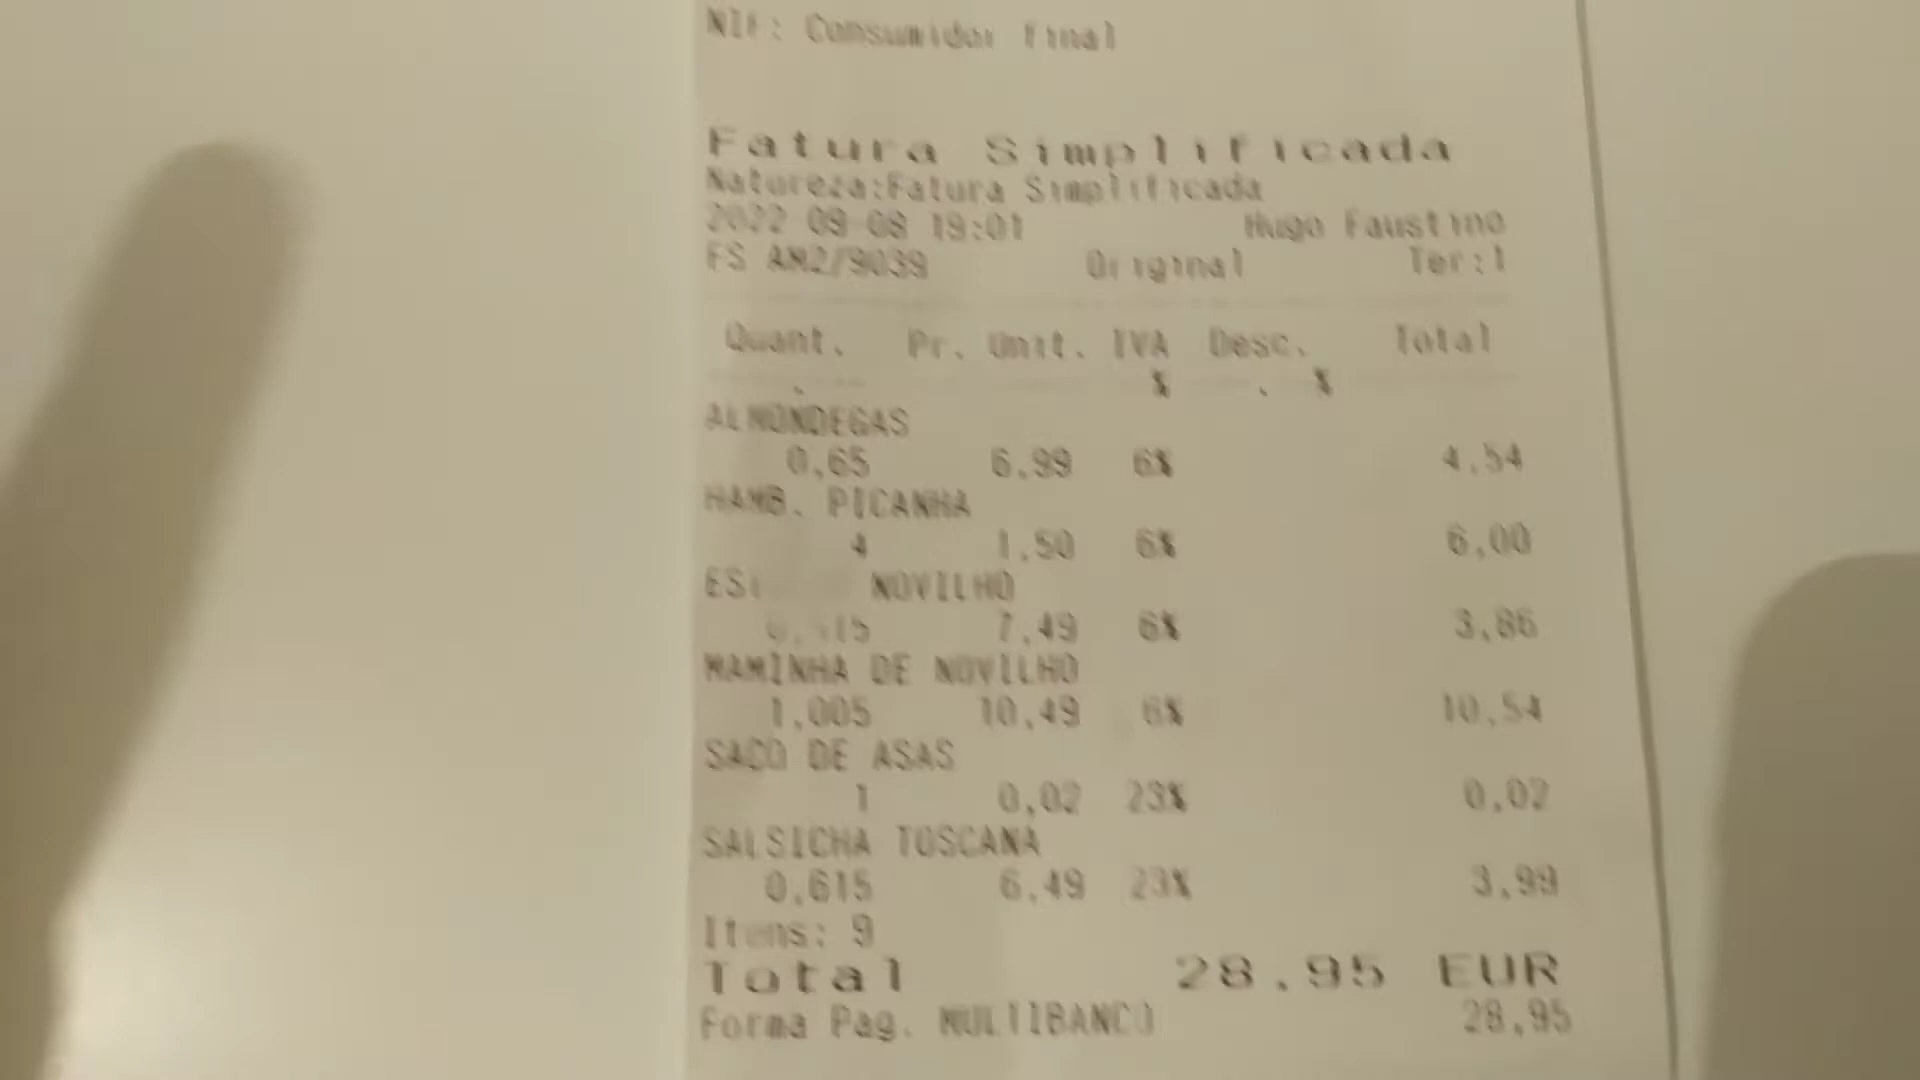 NIF: Consumidor final
Fatura Simplificada
Natureza:Fatura Simplificada
2022-09-08 19:01 Hugo Faustino
FS AM2/9039 Original Ter:1
Quant. Pr. Unit. IVA Desc. Total
% %
ALMONDEGAS
0,65 6,99 6% 4,54
HAMB. PICANHA
4 1,50 6% 6,00
NOVILHO
7,49 6% 3,86
MAMINHA DE NOVILHO
1,005 10,49 6% 10,54
SACO DE ASAS
1 0,02 23% 0,02
SALSICHA TOSCANA
0,615 6,49 23% 3,99
Itens: 9
Total 28,95 EUR
Forma Pag. MULTIBANCO 28,95